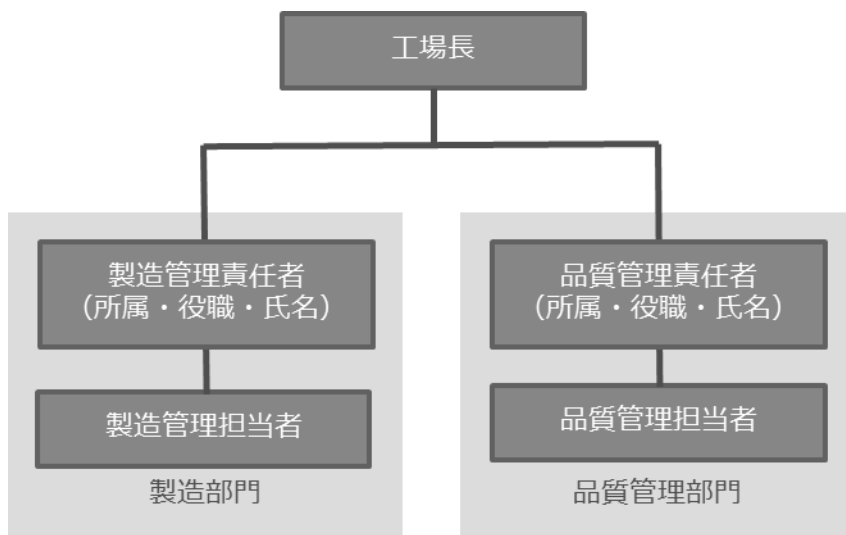 工場長
製造管理責任者
（所属・役職・氏名）
製造管理担当者
製造部門
品質管理責任者
（所属・役職・氏名）
品質管理担当者
品質管理部門